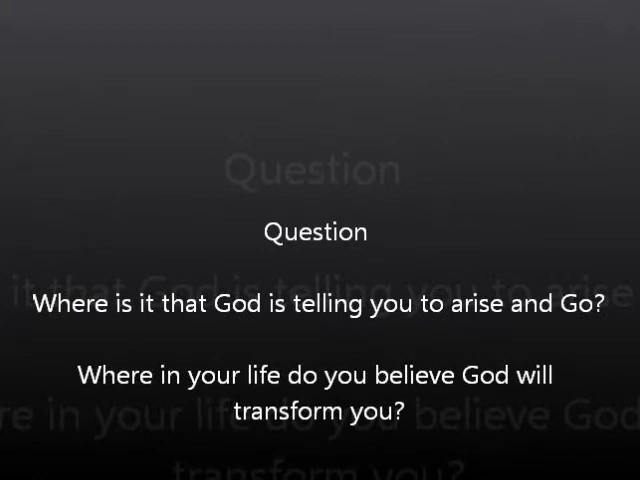 Question
Where is it that God is telling you to arise and Go?
Where in your life do you believe God will
transform you?